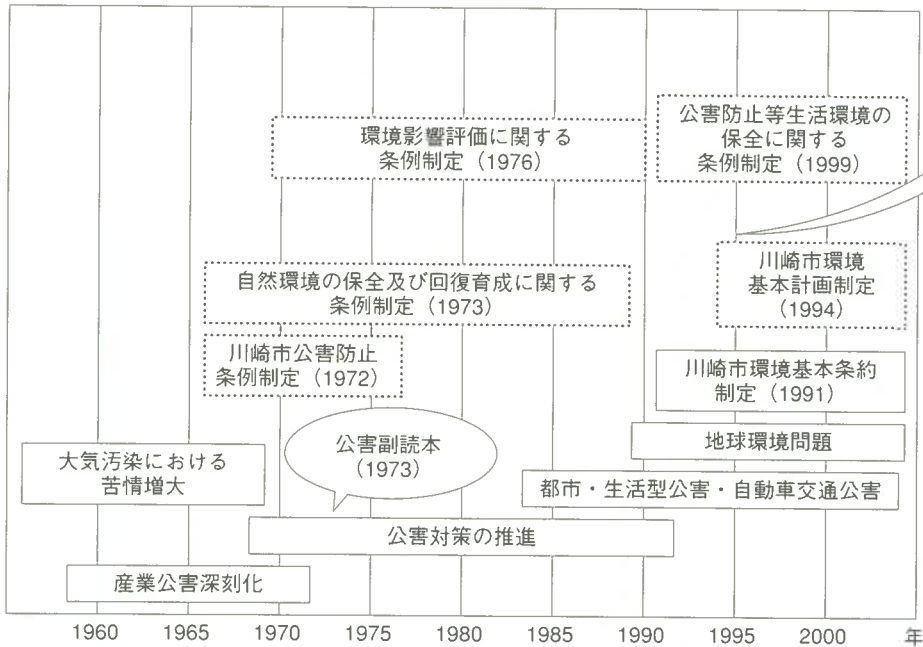 環境影響評価に関する
条例制定（1976）
公害防止等生活環境の
保全に関する
条例制定（1999）
自然環境の保全及び回復育成に関する
条例制定（1973）
川崎市環境
基本計画制定
（1994）
川崎市公害防止
条例制定（1972）
川崎市環境基本条約
制定（1991）
公害副読本
（1973）
地球環境問題
大気汚染における
苦情増大
都市・生活型公害・自動車交通公害
公害対策の推進
産業公害深刻化
1960 1965 1970 1975 1980 1985 1990 1995 2000 年